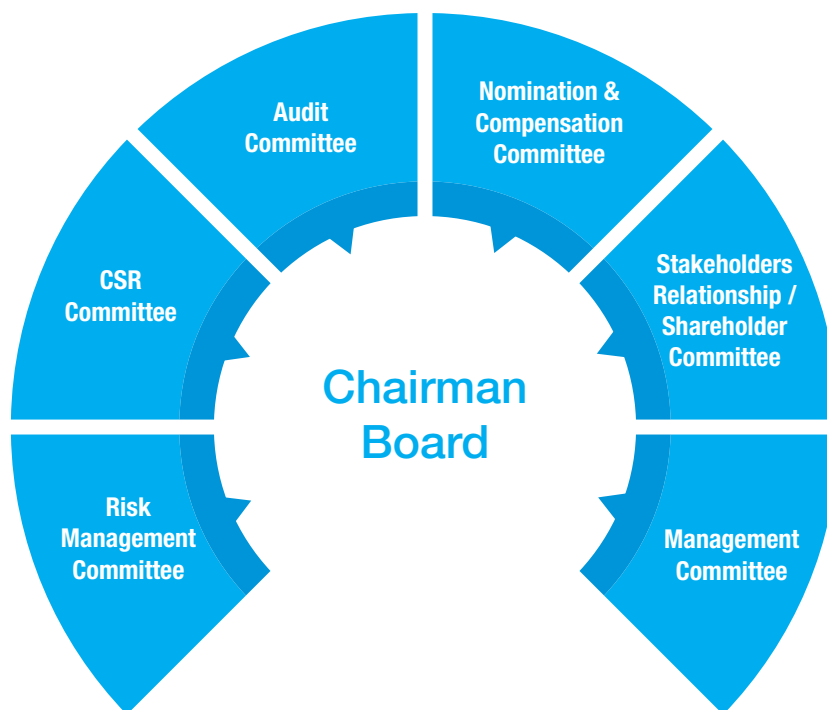 Audit
Committee
Nomination &
Compensation
Committee
CSR
Committee
Stakeholders
Relationship /
Shareholder
Committee
Chairman
Board
Risk
Management
Committee
Management
Committee